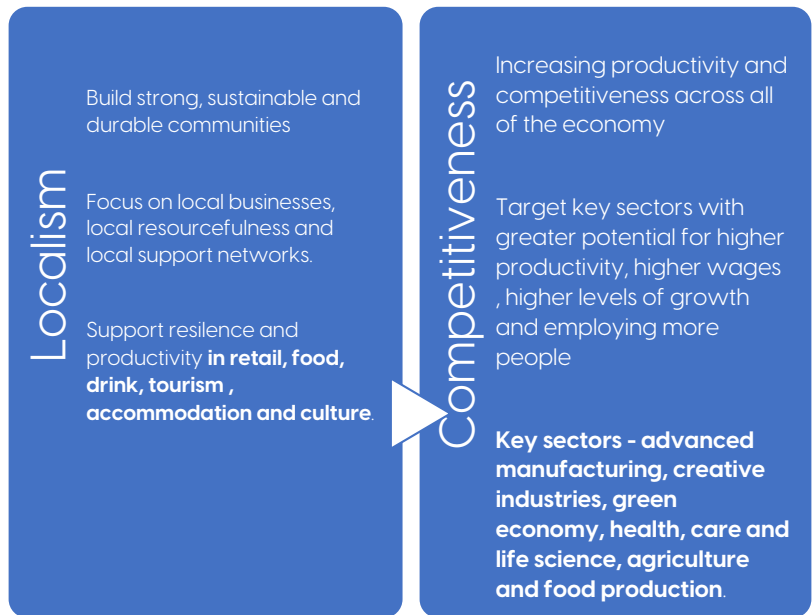 Localism
Build strong, sustainable and
durable communities
Focus on local businesses,
local resourcefulness and
local support networks.
Support resilence and
productivity in retail, food,
drink, tourism ,
accommodation and culture.
Competitiveness
Increasing productivity and
competitiveness across all
of the economy
Target key sectors with
greater potential for higher
productivity, higher wages
, higher levels of growth
and employing more
people
Key sectors - advanced
manufacturing, creative
industries, green
economy, health, care and
life science, agriculture
and food production.